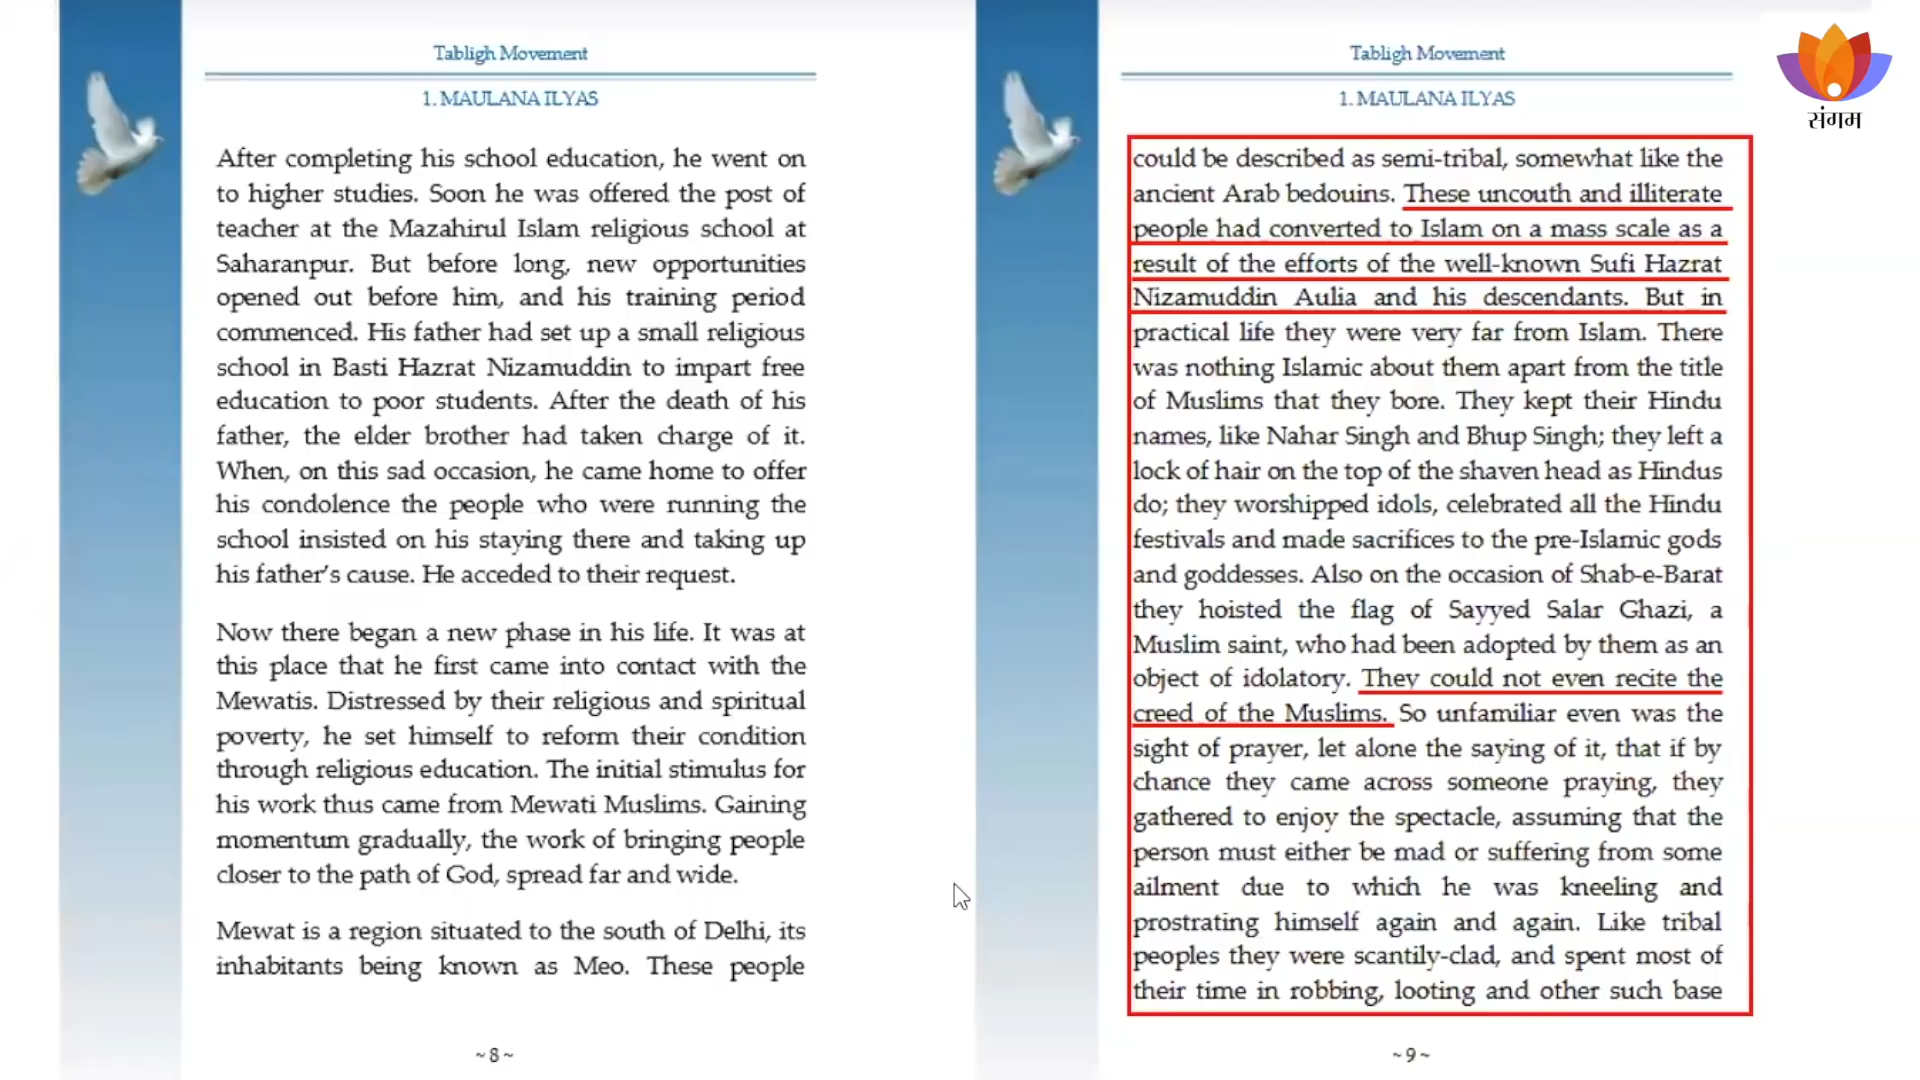 Tabligh Movement
1. MAULANA ILYAS
After completing his school education, he went on
to higher studies. Soon he was offered the post of
teacher at the Mazahirul Islam religious school at
Saharanpur. But before long, new opportunities
opened out before him, and his training period
commenced. His father had set up a small religious
school in Basti Hazrat Nizamuddin to impart free
education to poor students. After the death of his
father, the elder brother had taken charge of it.
When, on this sad occasion, he came home to offer
his condolence the people who were running the
school insisted on his staying there and taking up
his father's cause. He acceded to their request.
Now there began a new phase in his life. It was at
this place that he first came into contact with the
Mewatis. Distressed by their religious and spiritual
poverty, he set himself to reform their condition
through religious education. The initial stimulus for
his work thus came from Mewati Muslims. Gaining
momentum gradually, the work of bringing people
closer to the path of God, spread far and wide.
Mewat is a region situated to the south of Delhi, its
inhabitants being known as Meo. These people
~ 8 ~
Tabligh Movement
1. MAULANA ILYAS
could be described as semi-tribal, somewhat like the
ancient Arab bedouins. These uncouth and illiterate
people had converted to Islam on a mass scale as a
result of the efforts of the well-known Sufi Hazrat
Nizamuddin Aulia and his descendants. But in
practical life they were very far from Islam. There
was nothing Islamic about them apart from the title
of Muslims that they bore. They kept their Hindu
names, like Nahar Singh and Bhup Singh; they left a
lock of hair on the top of the shaven head as Hindus
do; they worshipped idols, celebrated all the Hindu
festivals and made sacrifices to the pre-Islamic gods
and goddesses. Also on the occasion of Shab-e-Barat
they hoisted the flag of Sayyed Salar Ghazi, a
Muslim saint, who had been adopted by them as an
object of idolatory. They could not even recite the
creed of the Muslims. So unfamiliar even was the
sight of prayer, let alone the saying of it, that if by
chance they came across someone praying, they
gathered to enjoy the spectacle, assuming that the
person must either be mad or suffering from some
ailment due to which he was kneeling and
prostrating himself again and again. Like tribal
peoples they were scantily-clad, and spent most of
their time in robbing, looting and other such base
~ 9 ~
संगम